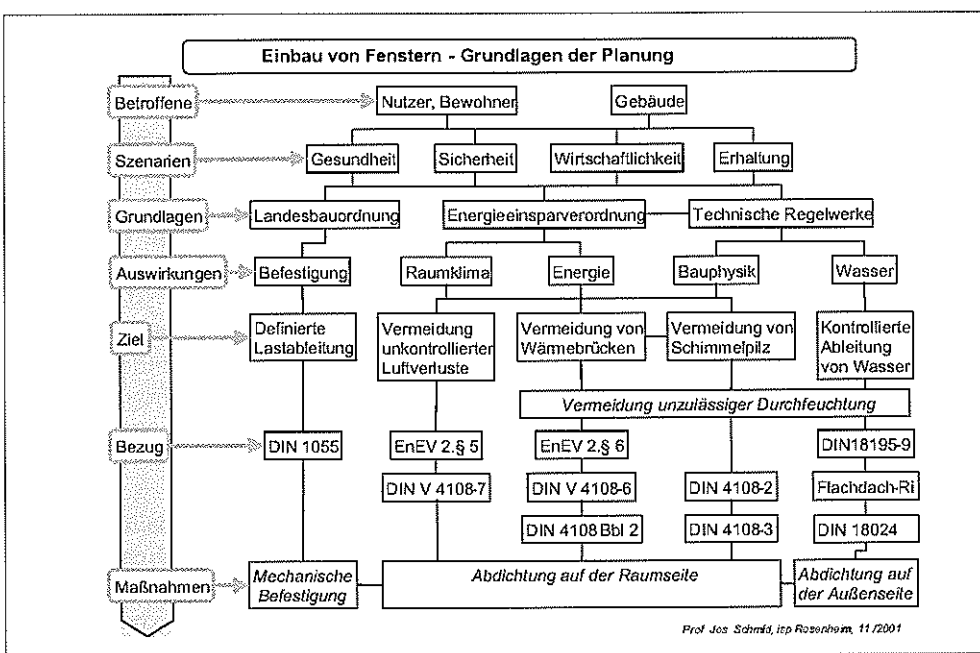 Einbau von Fenstern - Grundlagen der Planung
Betroffene
Nutzer, Bewohner
Gebäude
Szenarien
Gesundheit
Sicherheit
Wirtschaftlichkeit
Erhaltung
Grundlagen
Landesbauordnung
Energieeinsparverordnung
Technische Regelwerke
Auswirkungen
Befestigung
Raumklima
Energie
Bauphysik
Wasser
Ziel
Definierte
Lastableitung
Vermeidung
unkontrollierter
Luftverluste
Vermeidung von
Wärmebrücken
Vermeidung von
Schimmelpilz
Kontrollierte
Ableitung
von Wasser
Vermeidung unzulässiger Durchfeuchtung
Bezug
DIN 1055
EnEV 2.§ 5
EnEV 2.§ 6
DIN18195-9
DIN V 4108-7
DIN V 4108-6
DIN 4108-2
Flachdach-Ri
DIN 4108 Bbl 2
DIN 4108-3
DIN 18024
Maßnahmen
Mechanische
Befestigung
Abdichtung auf der Raumseite
Abdichtung auf
der Außenseite
Prof. Jos. Schmid, isp Rosenheim, 11/2001